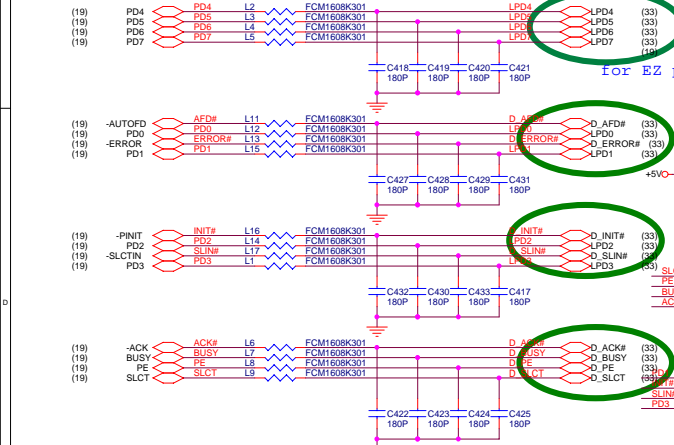 (19) PD4 PD4 L2 FCM1608K301 LPD4 LPD4 (33)
(19) PD5 PD5 L3 FCM1608K301 LPD5 LPD5 (33)
(19) PD6 PD6 L4 FCM1608K301 LPD6 LPD6 (33)
(19) PD7 PD7 L5 FCM1608K301 LPD7 LPD7 (33)
(19)
C418 C419 C420 C421
180P 180P 180P 180P
for EZ
(19) -AUTOFD AFD# L11 FCM1608K301 D_AFD# D_AFD# (33)
(19) PD0 PD0 L12 FCM1608K301 LPD0 LPD0 (33)
(19) -ERROR ERROR# L13 FCM1608K301 D_ERROR# D_ERROR# (33)
(19) PD1 PD1 L15 FCM1608K301 LPD1 LPD1 (33)
+5V
C427 C428 C429 C431
180P 180P 180P 180P
(19) -PINIT INIT# L16 FCM1608K301 D_INIT# D_INIT# (33)
(19) PD2 PD2 L14 FCM1608K301 LPD2 LPD2 (33)
(19) -SLCTIN SLIN# L17 FCM1608K301 D_SLIN# D_SLIN# (33)
(19) PD3 PD3 L1 FCM1608K301 LPD3 LPD3 (33)
C432 C430 C433 C417
180P 180P 180P 180P
D
(19) -ACK ACK# L6 FCM1608K301 D_ACK# D_ACK# (33)
(19) BUSY BUSY L7 FCM1608K301 D_BUSY D_BUSY (33)
(19) PE PE L8 FCM1608K301 D_PE D_PE (33)
(19) SLCT SLCT L9 FCM1608K301 D_SLCT D_SLCT (33)
SLIN#
PD3
C422 C423 C424 C425
180P 180P 180P 180P